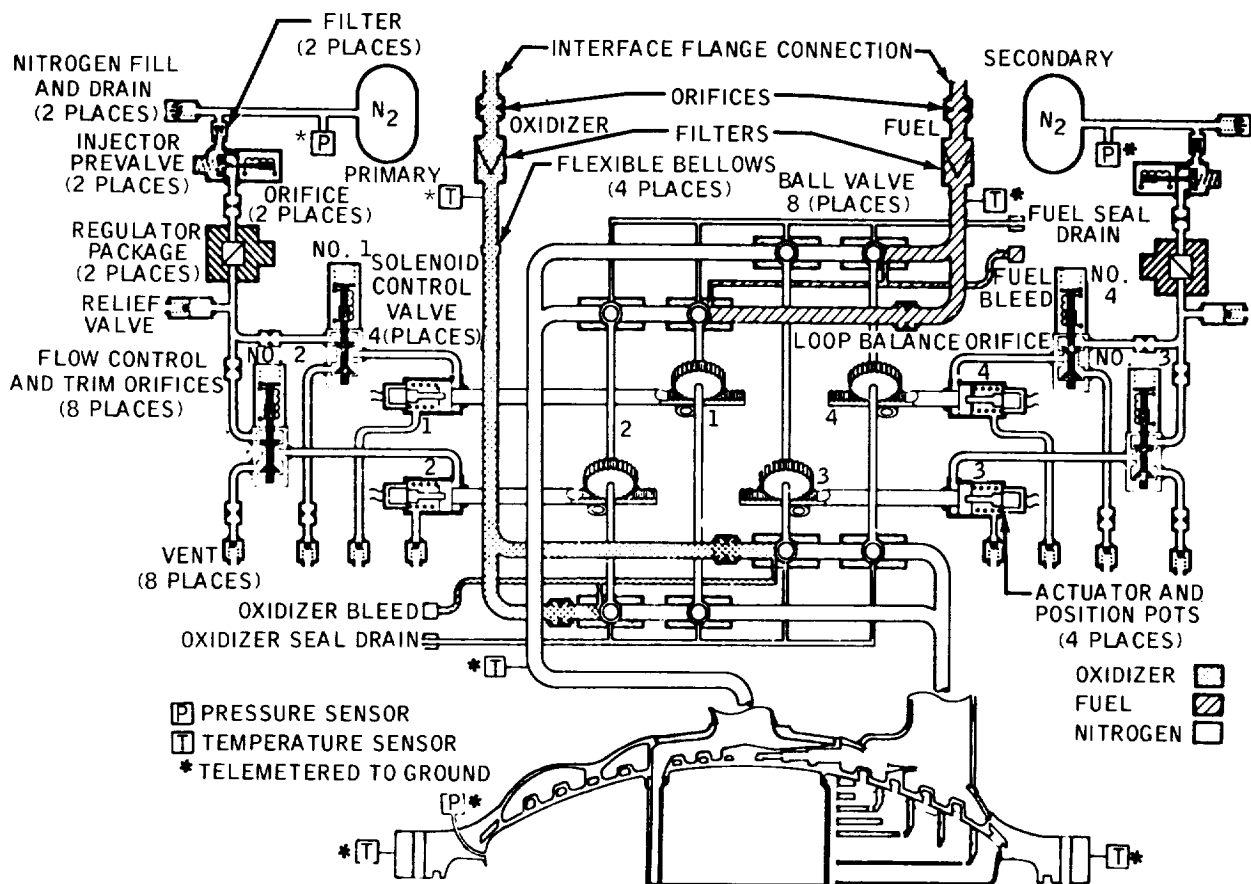 FILTER
(2 PLACES)
NITROGEN FILL
AND DRAIN
(2 PLACES)
INJECTOR
PREVALVE
(2 PLACES)
N2
* P
PRIMARY
ORIFICE
(2 PLACES)
REGULATOR
PACKAGE
(2 PLACES)
RELIEF
VALVE
FLOW CONTROL
AND TRIM ORIFICES
(8 PLACES)
NO. 1
NO. 2
SOLENOID
CONTROL
VALVE
4(PLACES)
INTERFACE FLANGE CONNECTION
ORIFICES
OXIDIZER
FUEL
FILTERS
* T
FLEXIBLE BELLOWS
(4 PLACES)
BALL VALVE
8 (PLACES)
T *
SECONDARY
N2
P *
FUEL SEAL
DRAIN
FUEL
BLEED
NO.
4
LOOP BALANCE ORIFICE
NO. 3
1
2
2
1
4
3
4
3
VENT
(8 PLACES)
OXIDIZER BLEED
OXIDIZER SEAL DRAIN
* T
ACTUATOR AND
POSITION POTS
(4 PLACES)
OXIDIZER
FUEL
NITROGEN
P PRESSURE SENSOR
T TEMPERATURE SENSOR
* TELEMETERED TO GROUND
P *
* T
T *